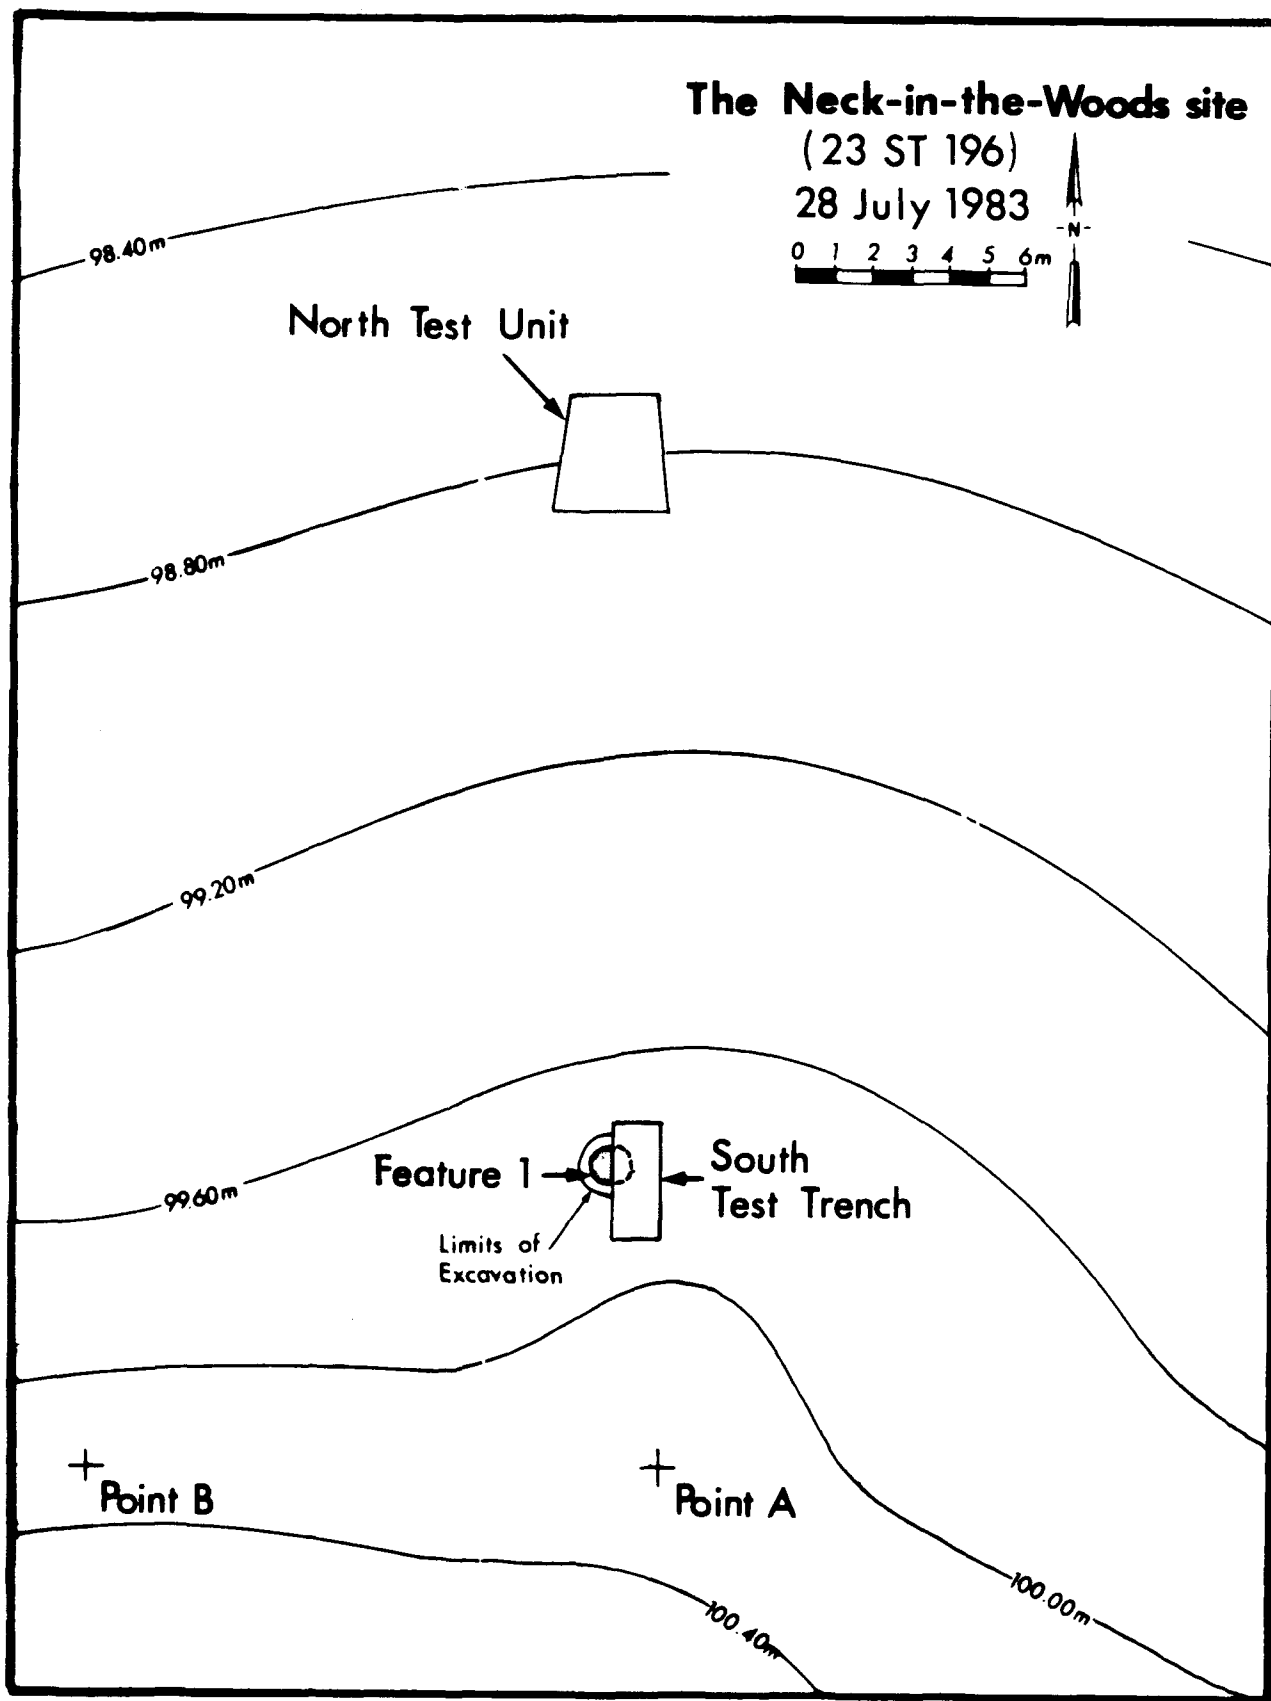 The Neck-in-the-Woods site
(23 ST 196)
28 July 1983
0 1 2 3 4 5 6m
-N-
98.40m
North Test Unit
98.80m
99.20m
99.60m
Feature 1
South
Test Trench
Limits of
Excavation
Point B
Point A
100.00m
100.40m